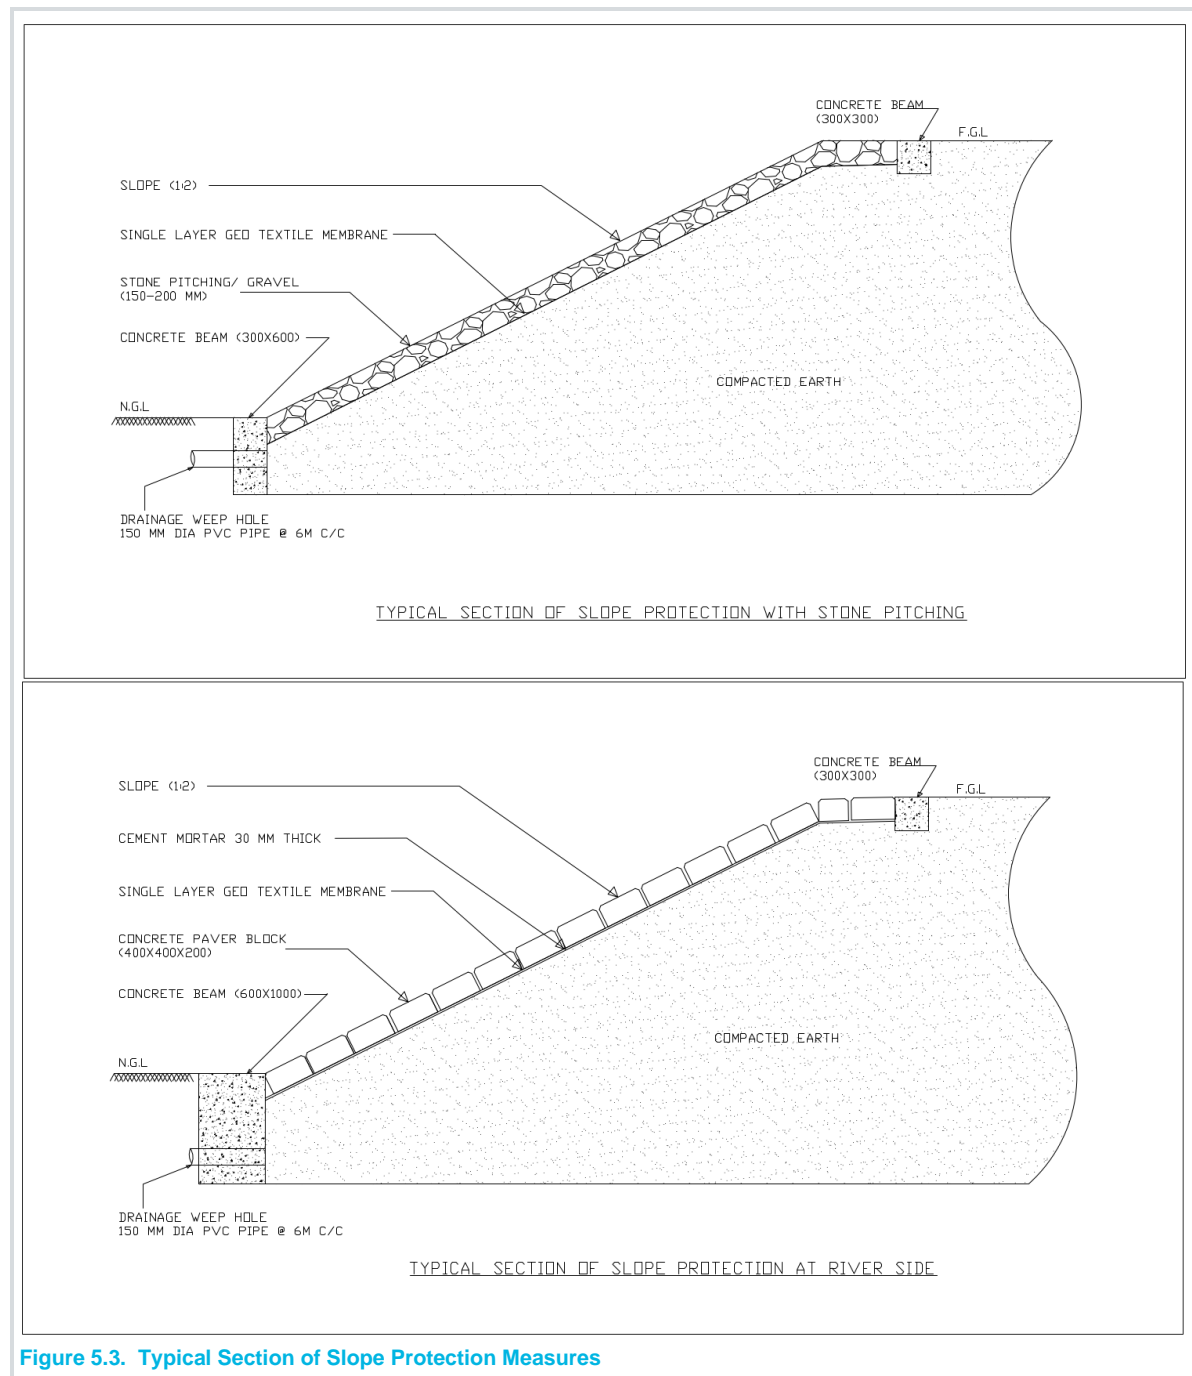 CONCRETE BEAM
(300X300)
F.G.L
SLOPE (1:2)
SINGLE LAYER GEO TEXTILE MEMBRANE
STONE PITCHING/ GRAVEL
(150-200 MM)
CONCRETE BEAM (300X600)
COMPACTED EARTH
N.G.L
DRAINAGE WEEP HOLE
150 MM DIA PVC PIPE @ 6M C/C
TYPICAL SECTION OF SLOPE PROTECTION WITH STONE PITCHING
CONCRETE BEAM
(300X300)
F.G.L
SLOPE (1:2)
CEMENT MORTAR 30 MM THICK
SINGLE LAYER GEO TEXTILE MEMBRANE
CONCRETE PAVER BLOCK
(400X400X200)
CONCRETE BEAM (600X1000)
COMPACTED EARTH
N.G.L
DRAINAGE WEEP HOLE
150 MM DIA PVC PIPE @ 6M C/C
TYPICAL SECTION OF SLOPE PROTECTION AT RIVER SIDE
Figure 5.3. Typical Section of Slope Protection Measures